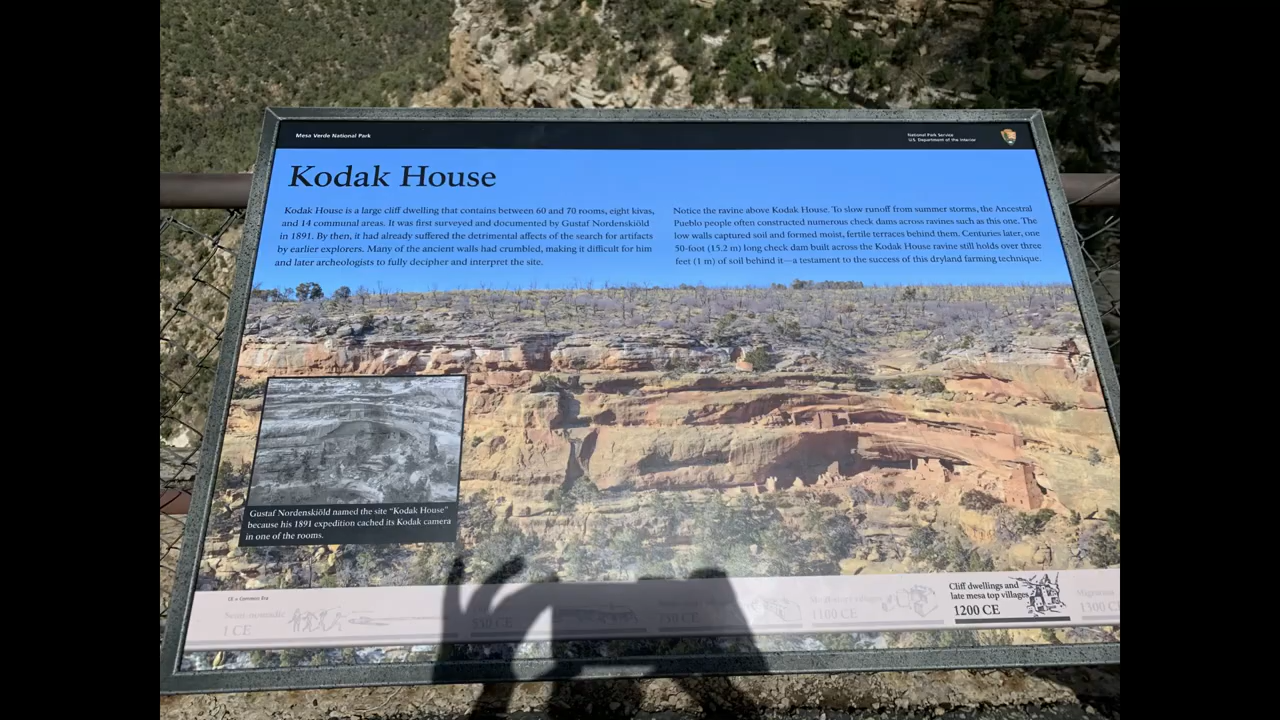 Mesa Verde National Park
National Park Service
U.S. Department of the Interior
Kodak House
Kodak House is a large cliff dwelling that contains between 60 and 70 rooms, eight kivas,
and 14 communal areas. It was first surveyed and documented by Gustaf Nordenskiöld
in 1891. By then, it had already suffered the detrimental affects of the search for artifacts
by earlier explorers. Many of the ancient walls had crumbled, making it difficult for him
and later archeologists to fully decipher and interpret the site.
Notice the ravine above Kodak House. To slow runoff from summer storms, the Ancestral
Pueblo people often constructed numerous check dams across ravines such as this one. The
low walls captured soil and formed moist, fertile terraces behind them. Centuries later, one
50-foot (15.2 m) long check dam built across the Kodak House ravine still holds over three
feet (1 m) of soil behind it—a testament to the success of this dryland farming technique.
Gustaf Nordenskiöld named the site “Kodak House”
because his 1891 expedition cached its Kodak camera
in one of the rooms.
CE = Common Era
1 CE
550 CE
750 CE
1100 CE
Cliff dwellings and
late mesa top villages
1200 CE
Migration
1300 CE